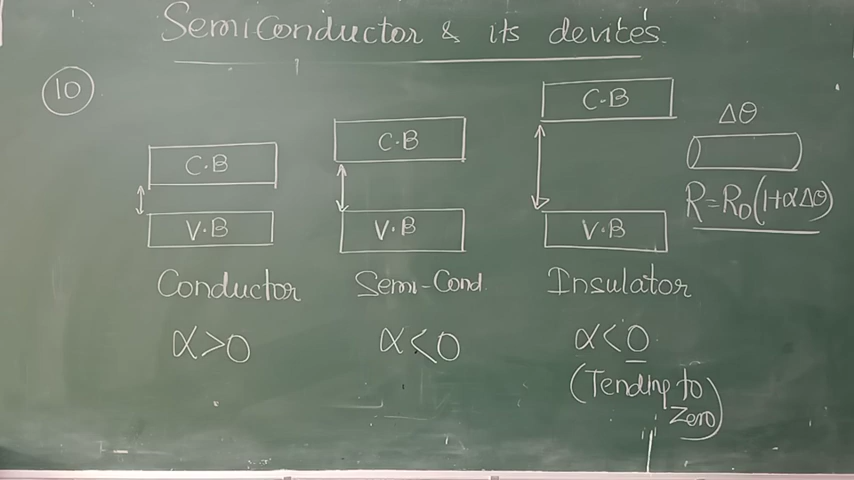 SemiConductor & its devices.
10
C.B
C.B
C.B
Δθ
V.B
V.B
V.B
R=R₀(1+αΔθ)
Conductor
Semi-Cond.
Insulator
α>0
α<0
α<0
(Tending to
Zero)